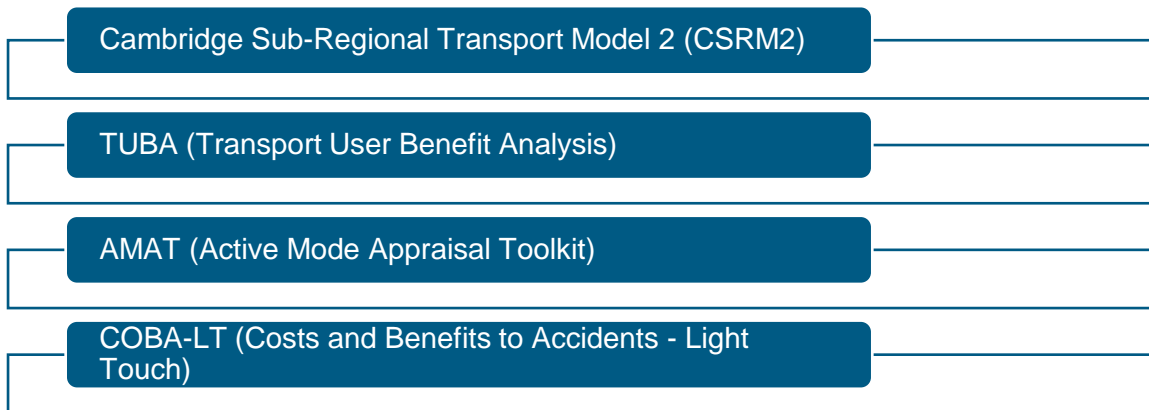 Cambridge Sub-Regional Transport Model 2 (CSRM2)
TUBA (Transport User Benefit Analysis)
AMAT (Active Mode Appraisal Toolkit)
COBA-LT (Costs and Benefits to Accidents - Light
Touch)